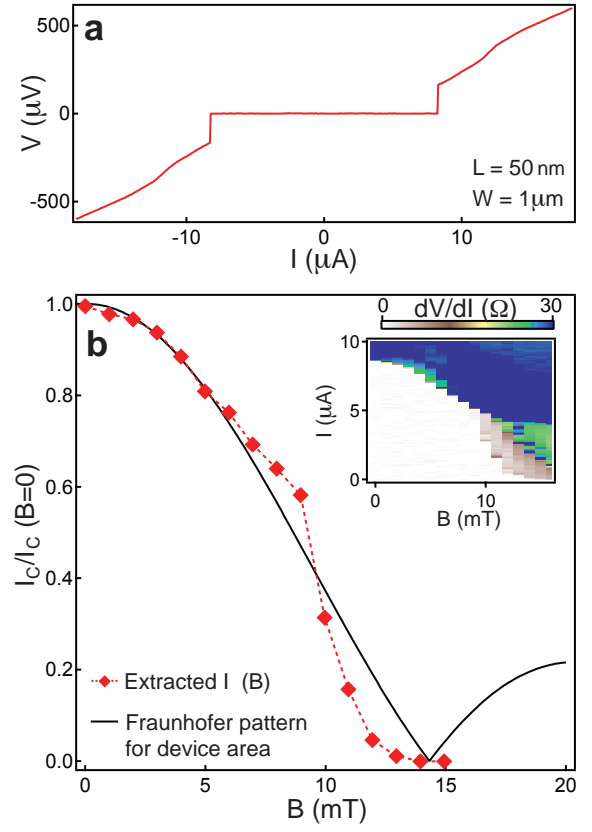 a
500
0
-500
V (μV)
L = 50 nm
W = 1μm
-10
0
10
I (μA)
b
1.0
0.8
0.6
0.4
0.2
0.0
I_C/I_C (B=0)
0 dV/dI (Ω) 30
10
5
0
I (μA)
0
10
B (mT)
Extracted I (B)
Fraunhofer pattern
for device area
0
5
10
15
20
B (mT)